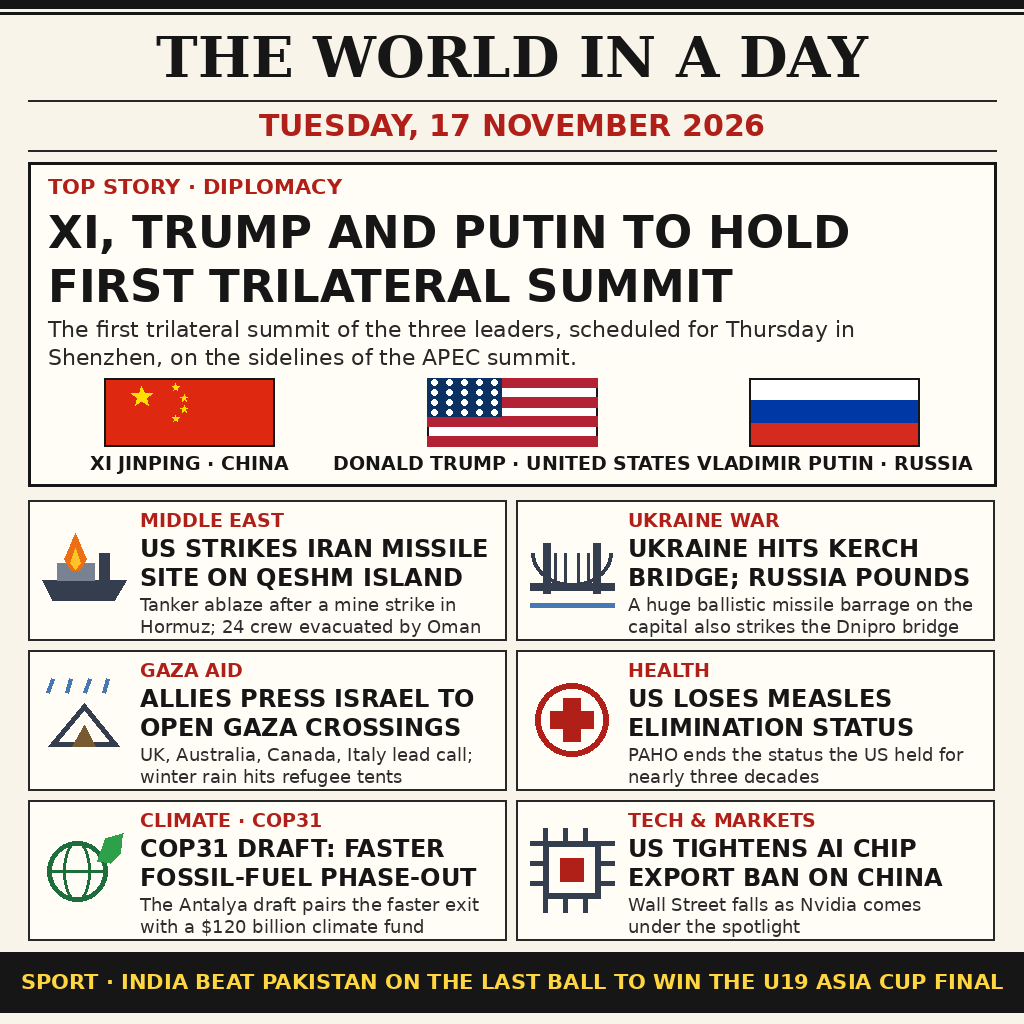 THE WORLD IN A DAY
TUESDAY, 17 NOVEMBER 2026
TOP STORY · DIPLOMACY
XI, TRUMP AND PUTIN TO HOLD
FIRST TRILATERAL SUMMIT
The first trilateral summit of the three leaders, scheduled for Thursday in
Shenzhen, on the sidelines of the APEC summit.
XI JINPING · CHINA
DONALD TRUMP · UNITED STATES
VLADIMIR PUTIN · RUSSIA
MIDDLE EAST
US STRIKES IRAN MISSILE
SITE ON QESHM ISLAND
Tanker ablaze after a mine strike in
Hormuz; 24 crew evacuated by Oman
UKRAINE WAR
UKRAINE HITS KERCH
BRIDGE; RUSSIA POUNDS
A huge ballistic missile barrage on the
capital also strikes the Dnipro bridge
GAZA AID
ALLIES PRESS ISRAEL TO
OPEN GAZA CROSSINGS
UK, Australia, Canada, Italy lead call;
winter rain hits refugee tents
HEALTH
US LOSES MEASLES
ELIMINATION STATUS
PAHO ends the status the US held for
nearly three decades
CLIMATE · COP31
COP31 DRAFT: FASTER
FOSSIL-FUEL PHASE-OUT
The Antalya draft pairs the faster exit
with a $120 billion climate fund
TECH & MARKETS
US TIGHTENS AI CHIP
EXPORT BAN ON CHINA
Wall Street falls as Nvidia comes
under the spotlight
SPORT · INDIA BEAT PAKISTAN ON THE LAST BALL TO WIN THE U19 ASIA CUP FINAL